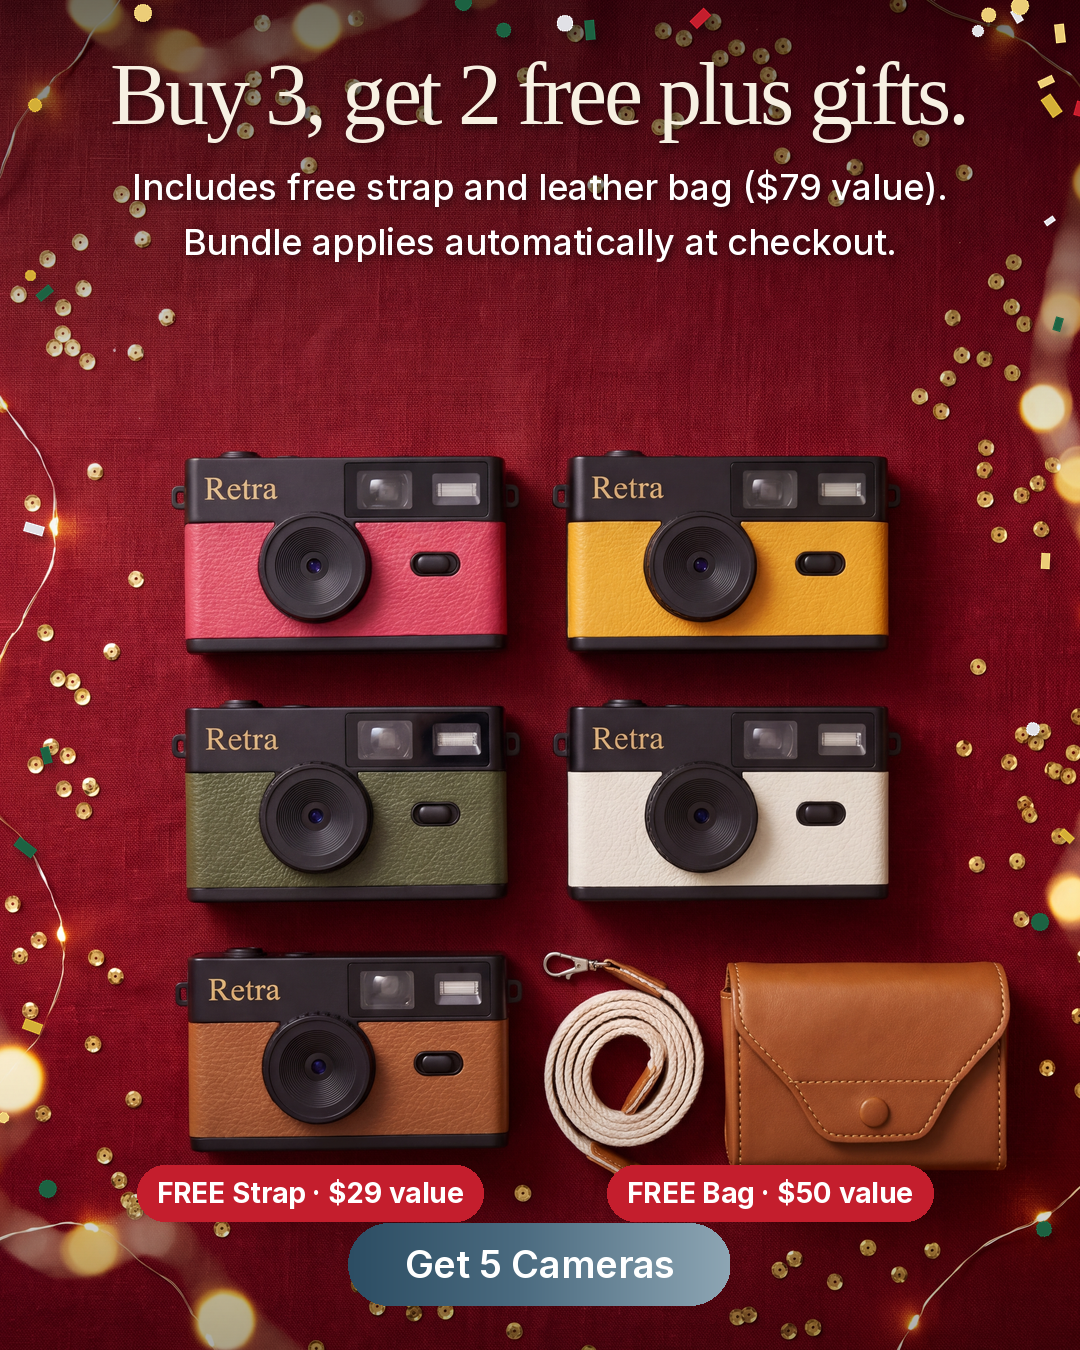 Buy 3, get 2 free plus gifts.
Includes free strap and leather bag ($79 value).
Bundle applies automatically at checkout.
Retra
Retra
Retra
Retra
Retra
FREE Strap · $29 value
FREE Bag · $50 value
Get 5 Cameras